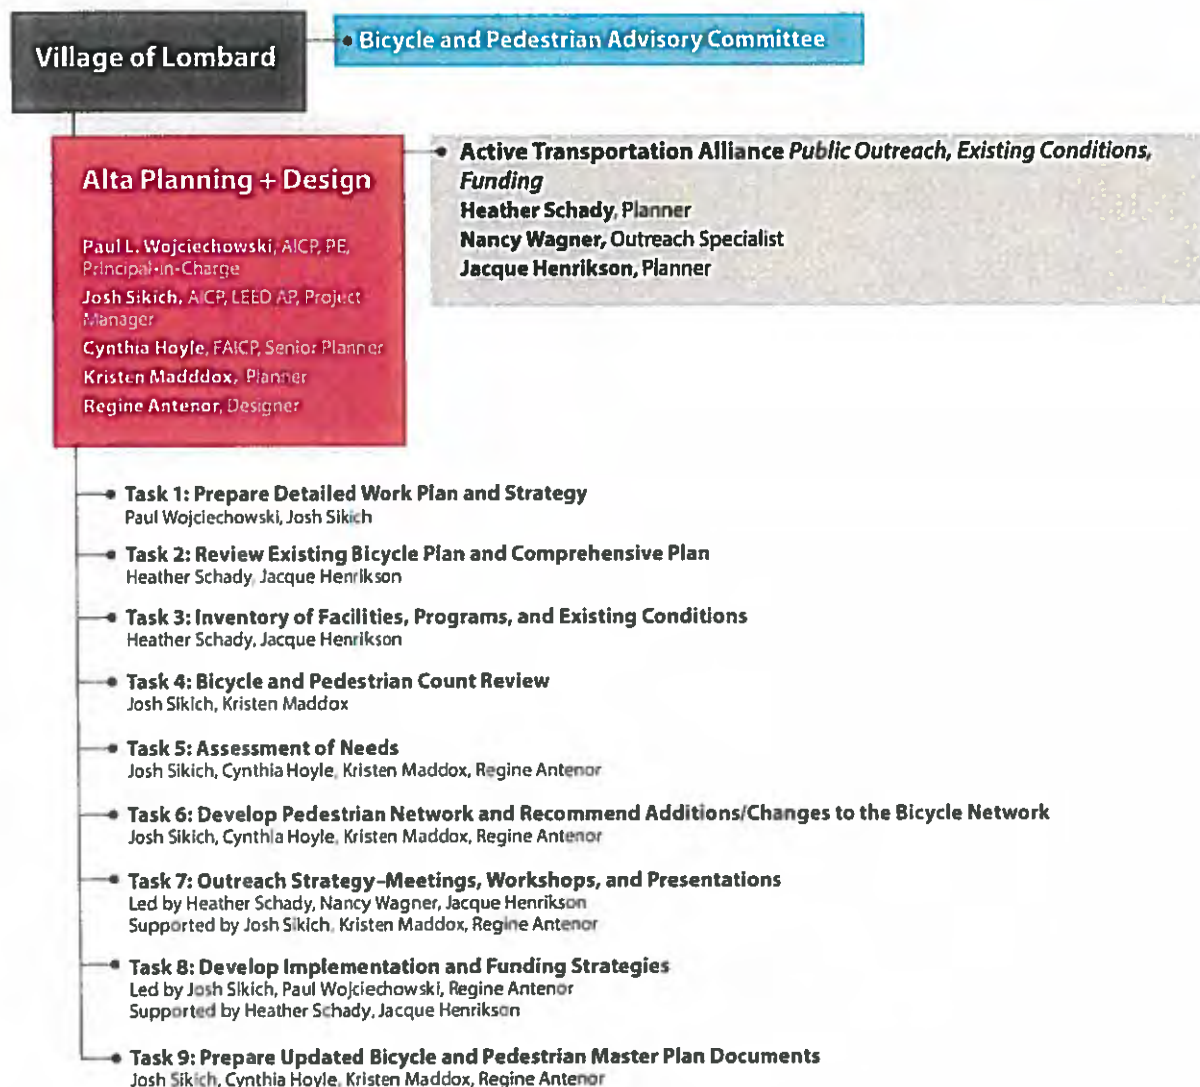 Village of Lombard
Bicycle and Pedestrian Advisory Committee
Alta Planning + Design
Paul L. Wojciechowski, AICP, PE,
Principal-in-Charge
Josh Sikich, AICP, LEED AP, Project
Manager
Cynthia Hoyle, FAICP, Senior Planner
Kristen Madddox, Planner
Regine Antenor, Designer
Active Transportation Alliance Public Outreach, Existing Conditions,
Funding
Heather Schady, Planner
Nancy Wagner, Outreach Specialist
Jacque Henrikson, Planner
Task 1: Prepare Detailed Work Plan and Strategy
Paul Wojciechowski, Josh Sikich
Task 2: Review Existing Bicycle Plan and Comprehensive Plan
Heather Schady, Jacque Henrikson
Task 3: Inventory of Facilities, Programs, and Existing Conditions
Heather Schady, Jacque Henrikson
Task 4: Bicycle and Pedestrian Count Review
Josh Sikich, Kristen Maddox
Task 5: Assessment of Needs
Josh Sikich, Cynthia Hoyle, Kristen Maddox, Regine Antenor
Task 6: Develop Pedestrian Network and Recommend Additions/Changes to the Bicycle Network
Josh Sikich, Cynthia Hoyle, Kristen Maddox, Regine Antenor
Task 7: Outreach Strategy–Meetings, Workshops, and Presentations
Led by Heather Schady, Nancy Wagner, Jacque Henrikson
Supported by Josh Sikich, Kristen Maddox, Regine Antenor
Task 8: Develop Implementation and Funding Strategies
Led by Josh Sikich, Paul Wojciechowski, Regine Antenor
Supported by Heather Schady, Jacque Henrikson
Task 9: Prepare Updated Bicycle and Pedestrian Master Plan Documents
Josh Sikich, Cynthia Hoyle, Kristen Maddox, Regine Antenor